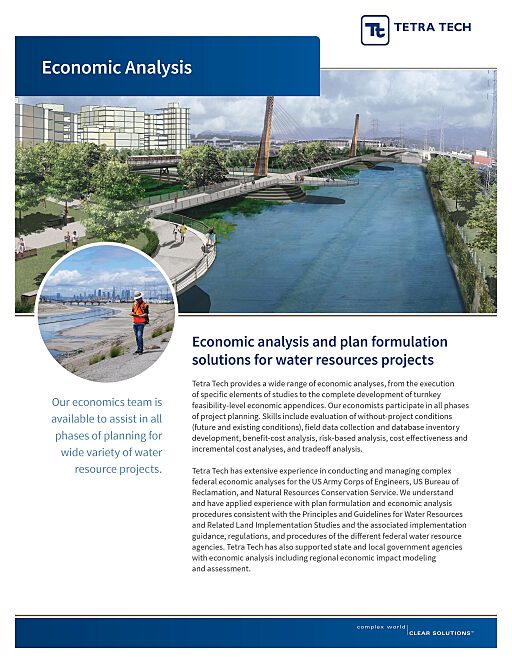 Tt TETRA TECH
Economic Analysis
Economic analysis and plan formulation
solutions for water resources projects
Our economics team is
available to assist in all
phases of planning for
wide variety of water
resource projects.
Tetra Tech provides a wide range of economic analyses, from the execution
of specific elements of studies to the complete development of turnkey
feasibility-level economic appendices. Our economists participate in all phases
of project planning. Skills include evaluation of without-project conditions
(future and existing conditions), field data collection and database inventory
development, benefit-cost analysis, risk-based analysis, cost effectiveness and
incremental cost analyses, and tradeoff analysis.
Tetra Tech has extensive experience in conducting and managing complex
federal economic analyses for the US Army Corps of Engineers, US Bureau of
Reclamation, and Natural Resources Conservation Service. We understand
and have applied experience with plan formulation and economic analysis
procedures consistent with the Principles and Guidelines for Water Resources
and Related Land Implementation Studies and the associated implementation
guidance, regulations, and procedures of the different federal water resource
agencies. Tetra Tech has also supported state and local government agencies
with economic analysis including regional economic impact modeling
and assessment.
complex world
CLEAR SOLUTIONS™